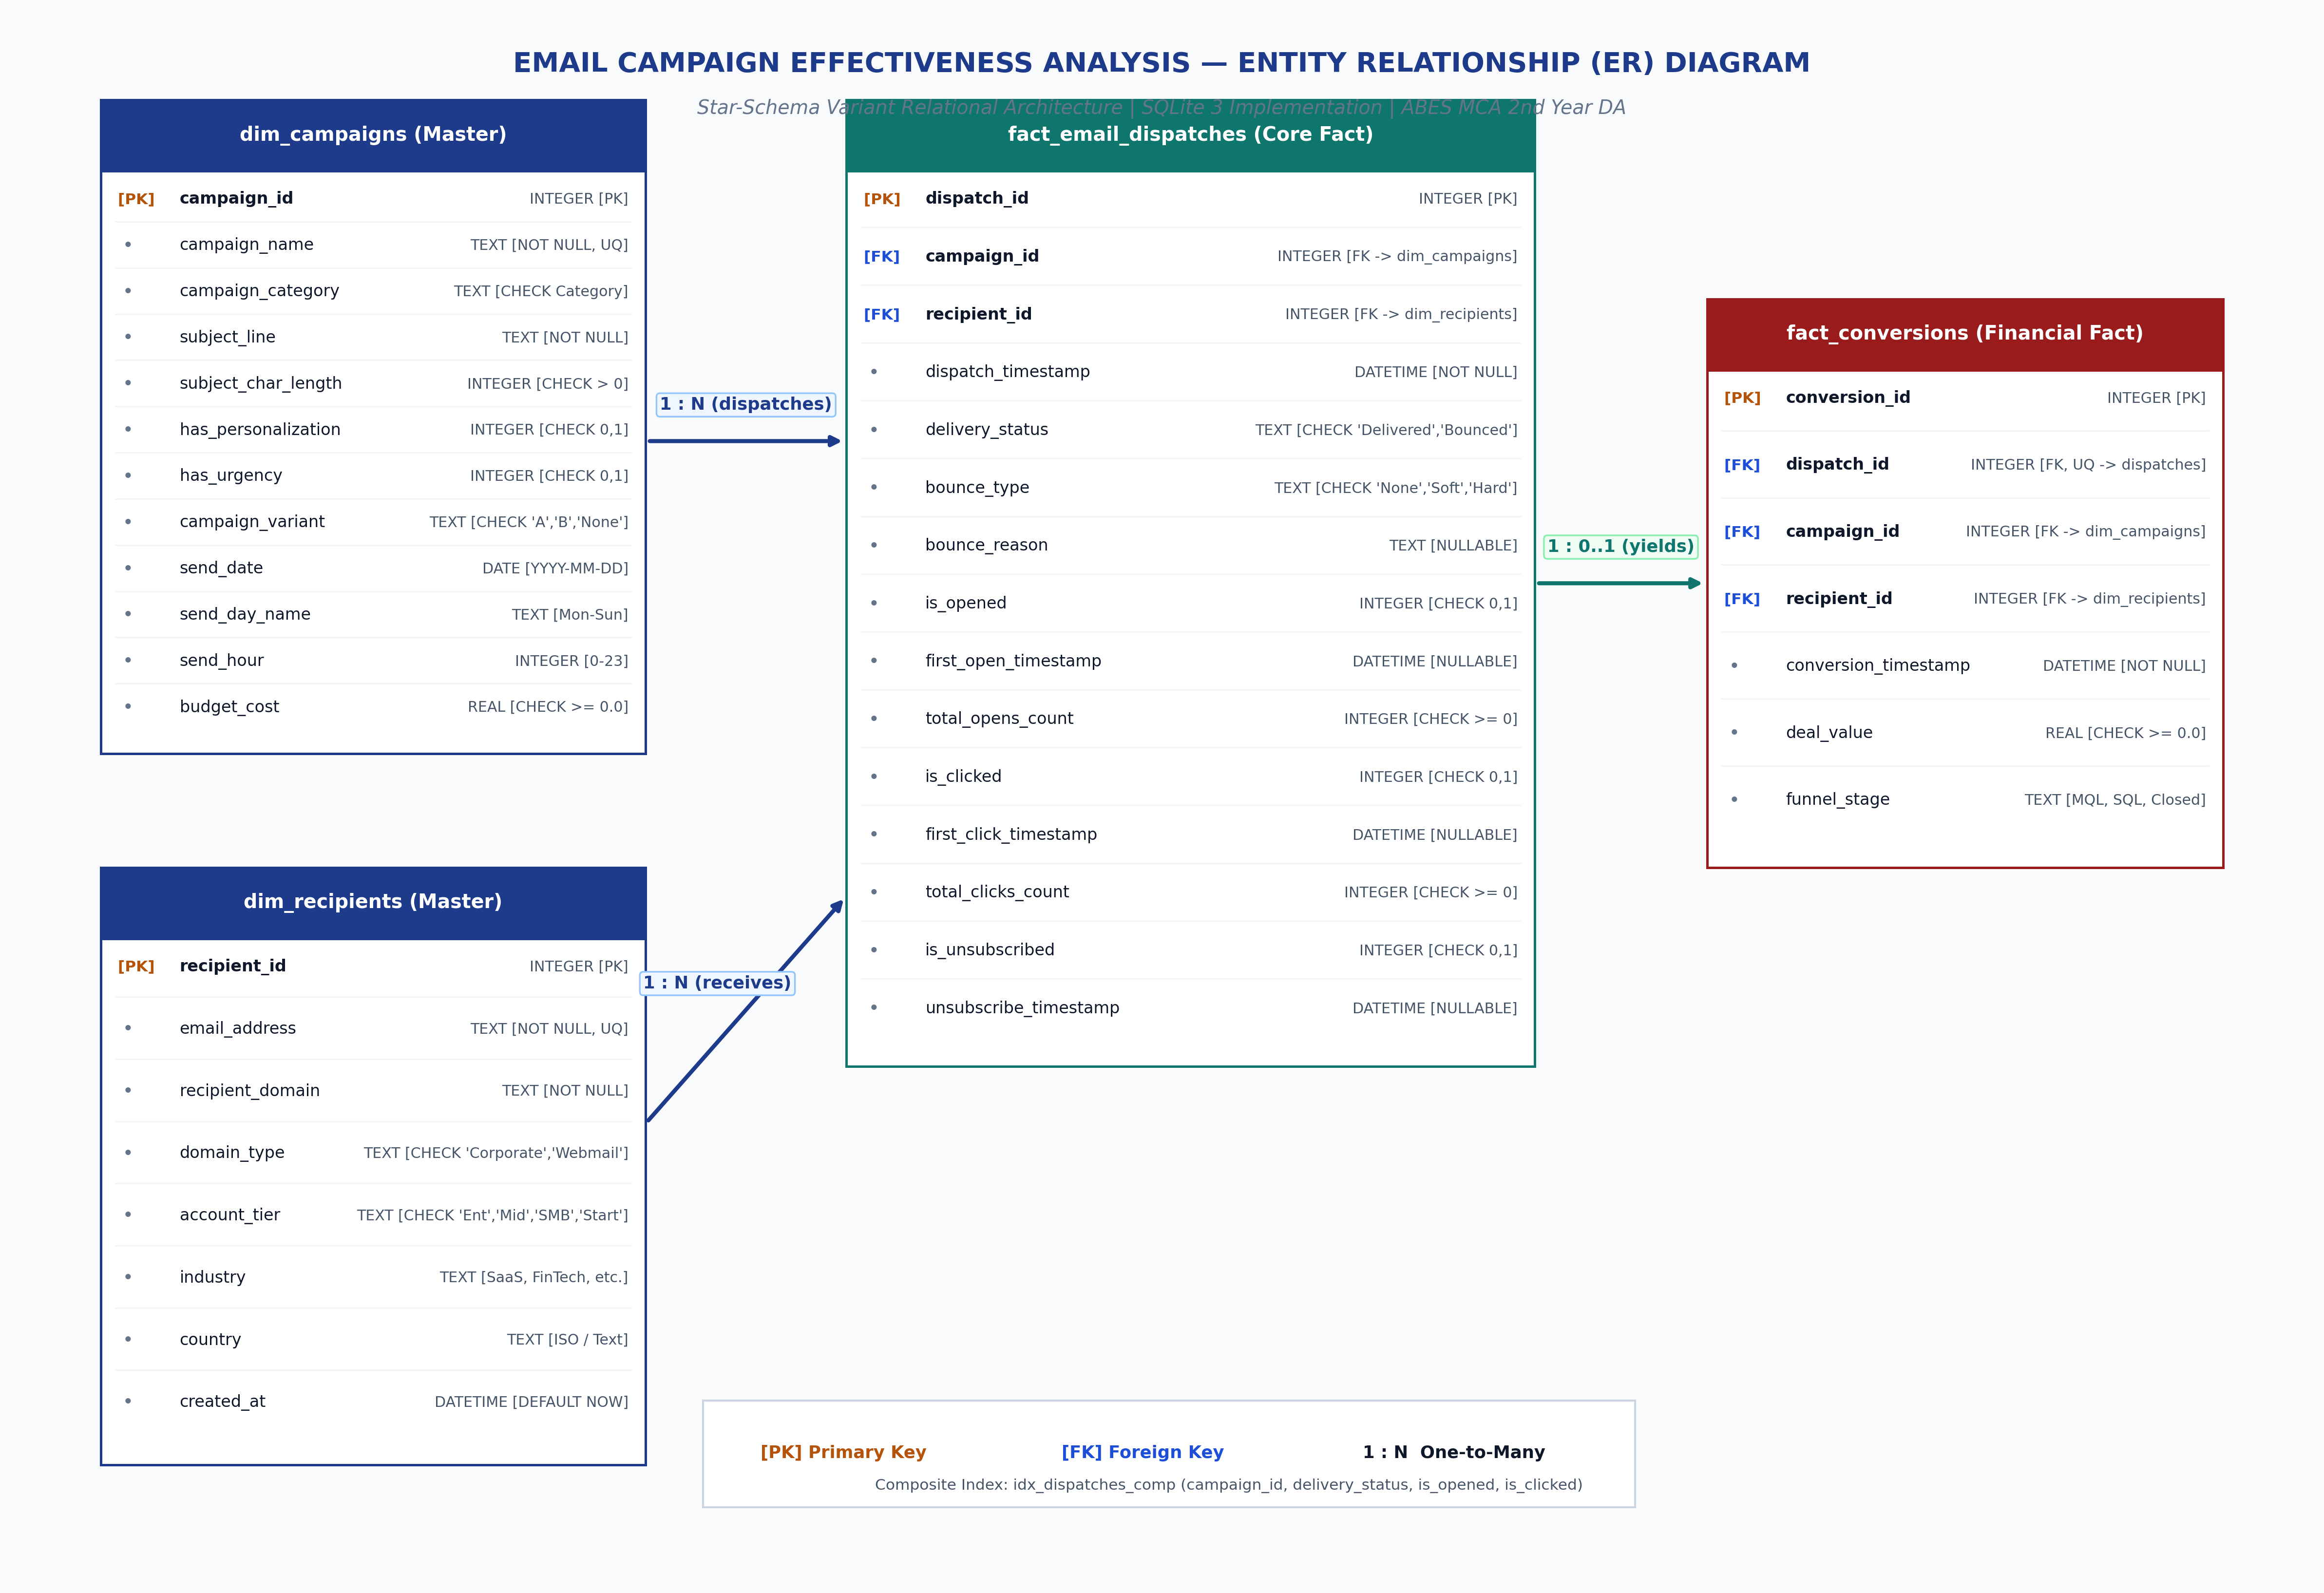 EMAIL CAMPAIGN EFFECTIVENESS ANALYSIS — ENTITY RELATIONSHIP (ER) DIAGRAM
Star-Schema Variant Relational Architecture | SQLite 3 Implementation | ABES MCA 2nd Year DA
dim_campaigns (Master)
[PK] campaign_id INTEGER [PK]
• campaign_name TEXT [NOT NULL, UQ]
• campaign_category TEXT [CHECK Category]
• subject_line TEXT [NOT NULL]
• subject_char_length INTEGER [CHECK > 0]
• has_personalization INTEGER [CHECK 0,1]
• has_urgency INTEGER [CHECK 0,1]
• campaign_variant TEXT [CHECK 'A','B','None']
• send_date DATE [YYYY-MM-DD]
• send_day_name TEXT [Mon-Sun]
• send_hour INTEGER [0-23]
• budget_cost REAL [CHECK >= 0.0]
1 : N (dispatches)
dim_recipients (Master)
[PK] recipient_id INTEGER [PK]
• email_address TEXT [NOT NULL, UQ]
• recipient_domain TEXT [NOT NULL]
• domain_type TEXT [CHECK 'Corporate','Webmail']
• account_tier TEXT [CHECK 'Ent','Mid','SMB','Start']
• industry TEXT [SaaS, FinTech, etc.]
• country TEXT [ISO / Text]
• created_at DATETIME [DEFAULT NOW]
1 : N (receives)
fact_email_dispatches (Core Fact)
[PK] dispatch_id INTEGER [PK]
[FK] campaign_id INTEGER [FK -> dim_campaigns]
[FK] recipient_id INTEGER [FK -> dim_recipients]
• dispatch_timestamp DATETIME [NOT NULL]
• delivery_status TEXT [CHECK 'Delivered','Bounced']
• bounce_type TEXT [CHECK 'None','Soft','Hard']
• bounce_reason TEXT [NULLABLE]
• is_opened INTEGER [CHECK 0,1]
• first_open_timestamp DATETIME [NULLABLE]
• total_opens_count INTEGER [CHECK >= 0]
• is_clicked INTEGER [CHECK 0,1]
• first_click_timestamp DATETIME [NULLABLE]
• total_clicks_count INTEGER [CHECK >= 0]
• is_unsubscribed INTEGER [CHECK 0,1]
• unsubscribe_timestamp DATETIME [NULLABLE]
1 : 0..1 (yields)
fact_conversions (Financial Fact)
[PK] conversion_id INTEGER [PK]
[FK] dispatch_id INTEGER [FK, UQ -> dispatches]
[FK] campaign_id INTEGER [FK -> dim_campaigns]
[FK] recipient_id INTEGER [FK -> dim_recipients]
• conversion_timestamp DATETIME [NOT NULL]
• deal_value REAL [CHECK >= 0.0]
• funnel_stage TEXT [MQL, SQL, Closed]
[PK] Primary Key [FK] Foreign Key 1 : N One-to-Many
Composite Index: idx_dispatches_comp (campaign_id, delivery_status, is_opened, is_clicked)